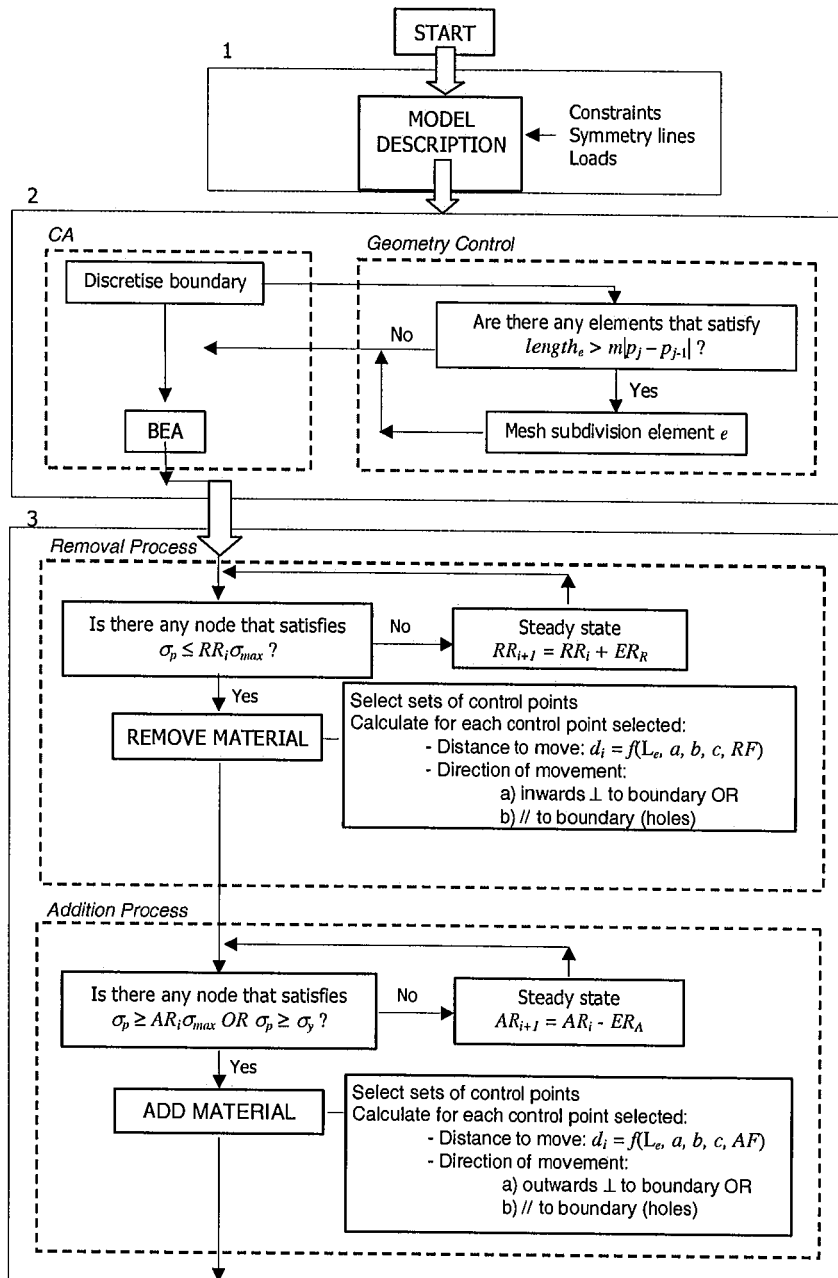 START
1
MODEL
DESCRIPTION
Constraints
Symmetry lines
Loads
2
CA
Geometry Control
Discretise boundary
Are there any elements that satisfy
length_e > m|p_j – p_{j-1}| ?
No
Yes
BEA
Mesh subdivision element e
3
Removal Process
Is there any node that satisfies
σ_p ≤ RR_i σ_max ?
No
Steady state
RR_{i+1} = RR_i + ER_R
Yes
REMOVE MATERIAL
Select sets of control points
Calculate for each control point selected:
- Distance to move: d_i = f(L_e, a, b, c, RF)
- Direction of movement:
a) inwards ⊥ to boundary OR
b) // to boundary (holes)
Addition Process
Is there any node that satisfies
σ_p ≥ AR_i σ_max OR σ_p ≥ σ_y ?
No
Steady state
AR_{i+1} = AR_i - ER_A
Yes
ADD MATERIAL
Select sets of control points
Calculate for each control point selected:
- Distance to move: d_i = f(L_e, a, b, c, AF)
- Direction of movement:
a) outwards ⊥ to boundary OR
b) // to boundary (holes)